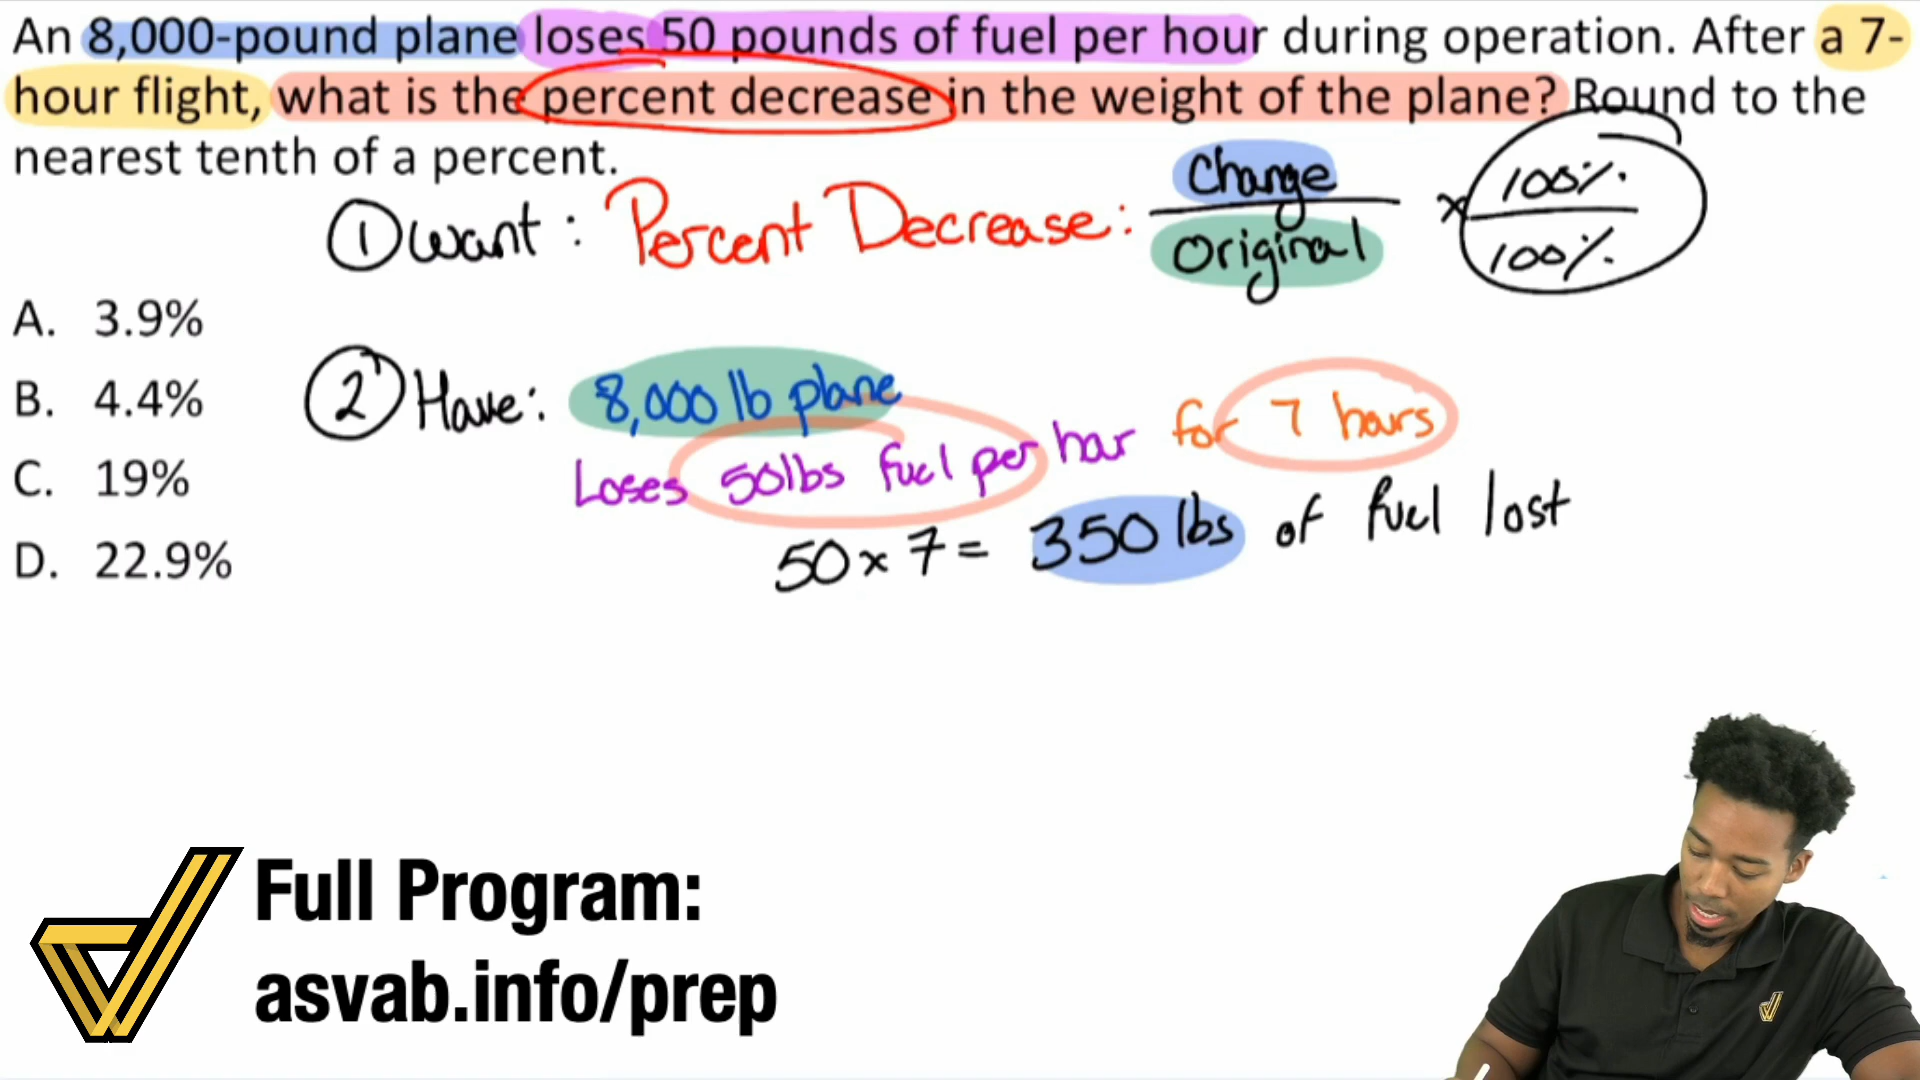 An 8,000-pound plane loses 50 pounds of fuel per hour during operation. After a 7-
hour flight, what is the percent decrease in the weight of the plane? Round to the
nearest tenth of a percent.
1 want: Percent Decrease: Change / Original × 100% / 100%
A. 3.9%
2 Have: 8,000 lb plane
B. 4.4%
Loses 50lbs fuel per hour for 7 hours
C. 19%
50 × 7 = 350 lbs of fuel lost
D. 22.9%
Full Program:
asvab.info/prep